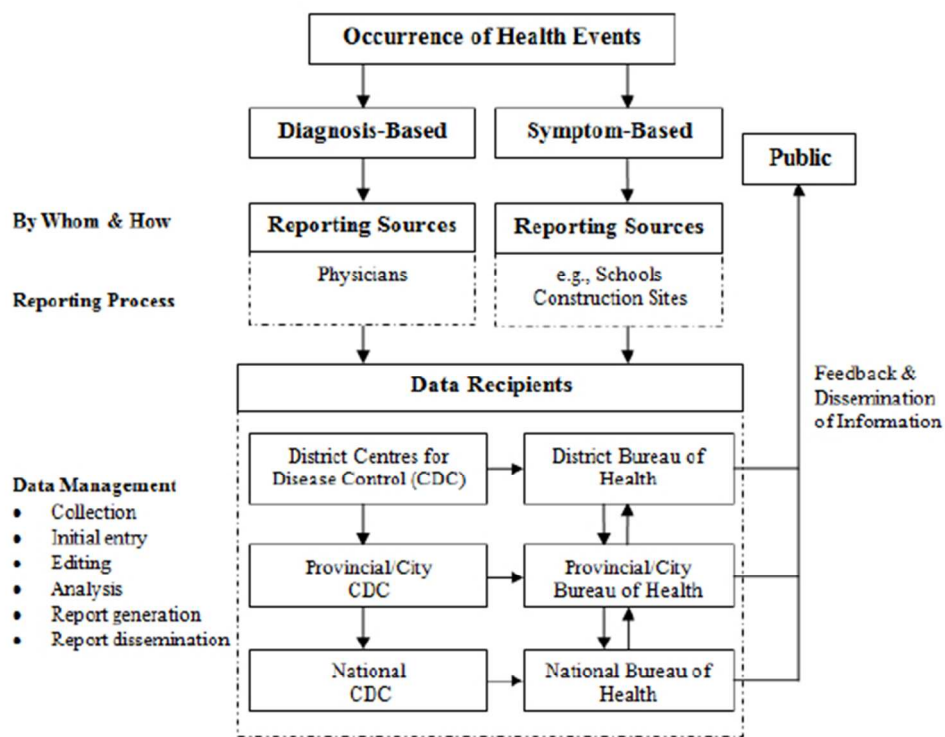 Occurrence of Health Events
Diagnosis-Based
Symptom-Based
Public
By Whom & How
Reporting Sources
Reporting Sources
Physicians
e.g., Schools
Construction Sites
Reporting Process
Data Recipients
Feedback &
Dissemination
of Information
District Centres for
Disease Control (CDC)
District Bureau of
Health
Data Management
• Collection
• Initial entry
• Editing
• Analysis
• Report generation
• Report dissemination
Provincial/City
CDC
Provincial/City
Bureau of Health
National
CDC
National Bureau of
Health